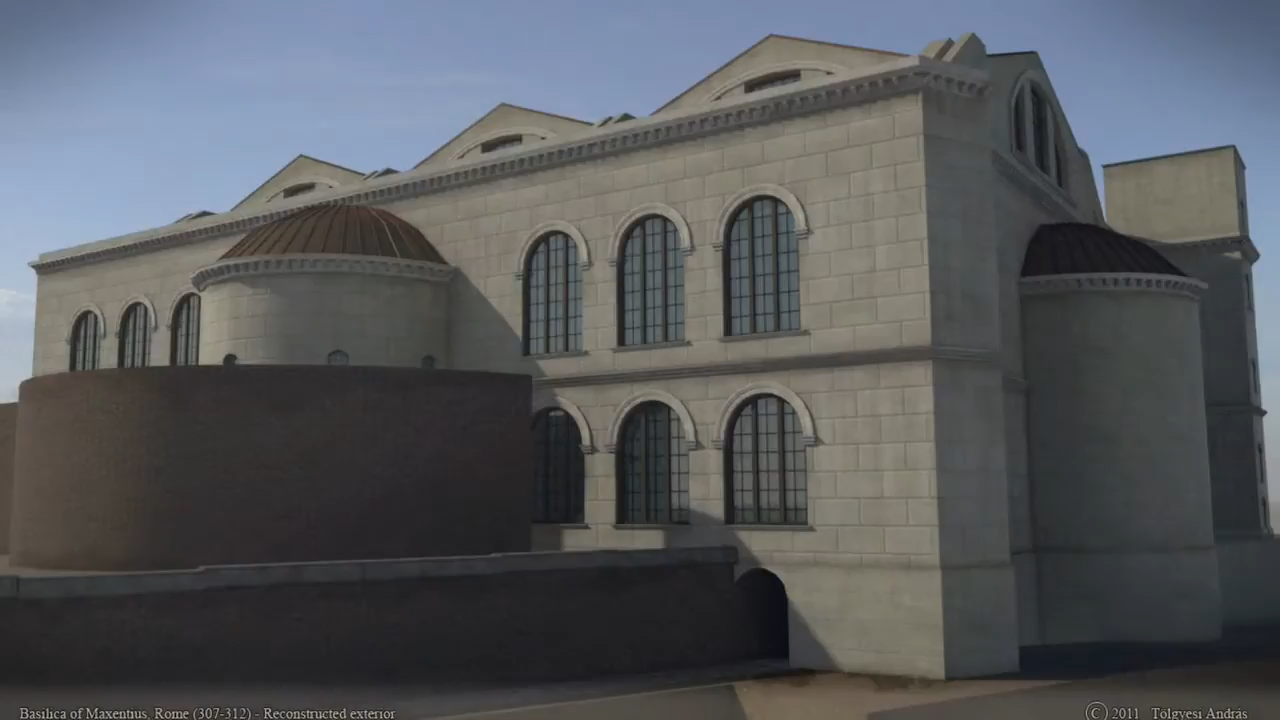 Basilica of Maxentius, Rome (307-312) - Reconstructed exterior
© 2011 Tölgyesi András